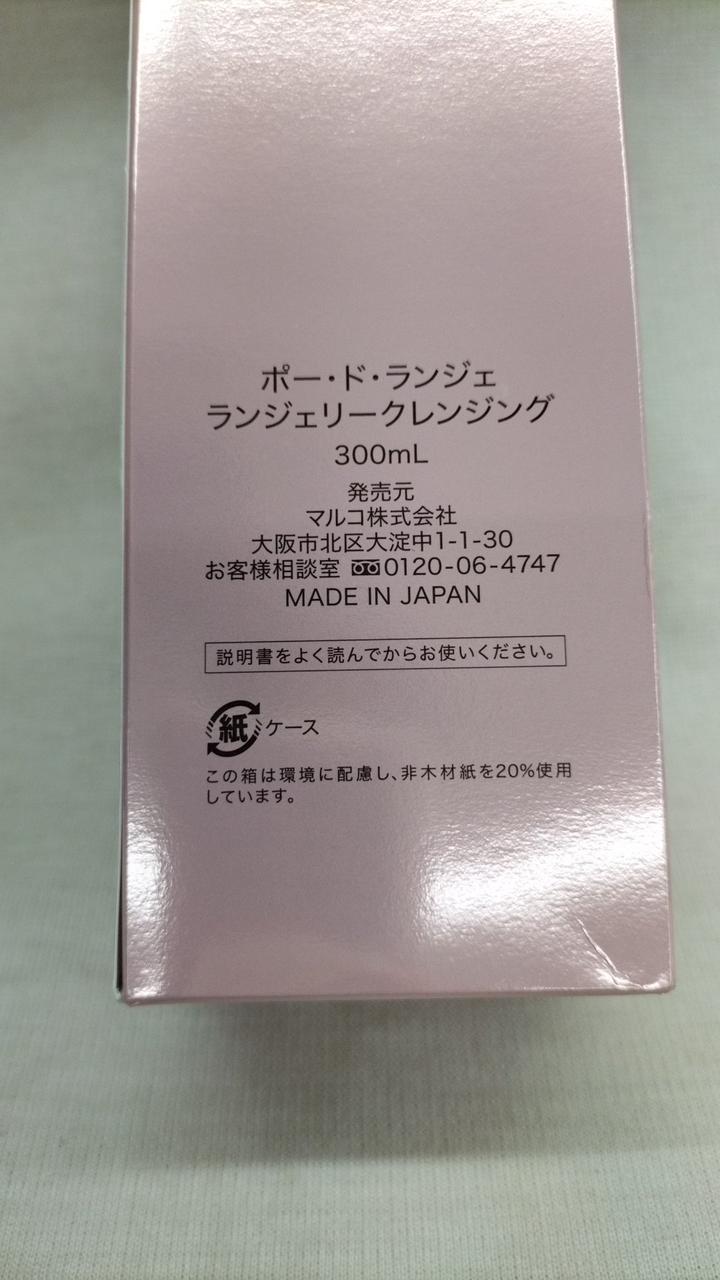 ポー・ド・ランジェ
ランジェリークレンジング
300mL
発売元
マルコ株式会社
大阪市北区大淀中1-1-30
お客様相談室 0120-06-4747
MADE IN JAPAN
説明書をよく読んでからお使いください。
紙 ケース
この箱は環境に配慮し、非木材紙を20%使用
しています。